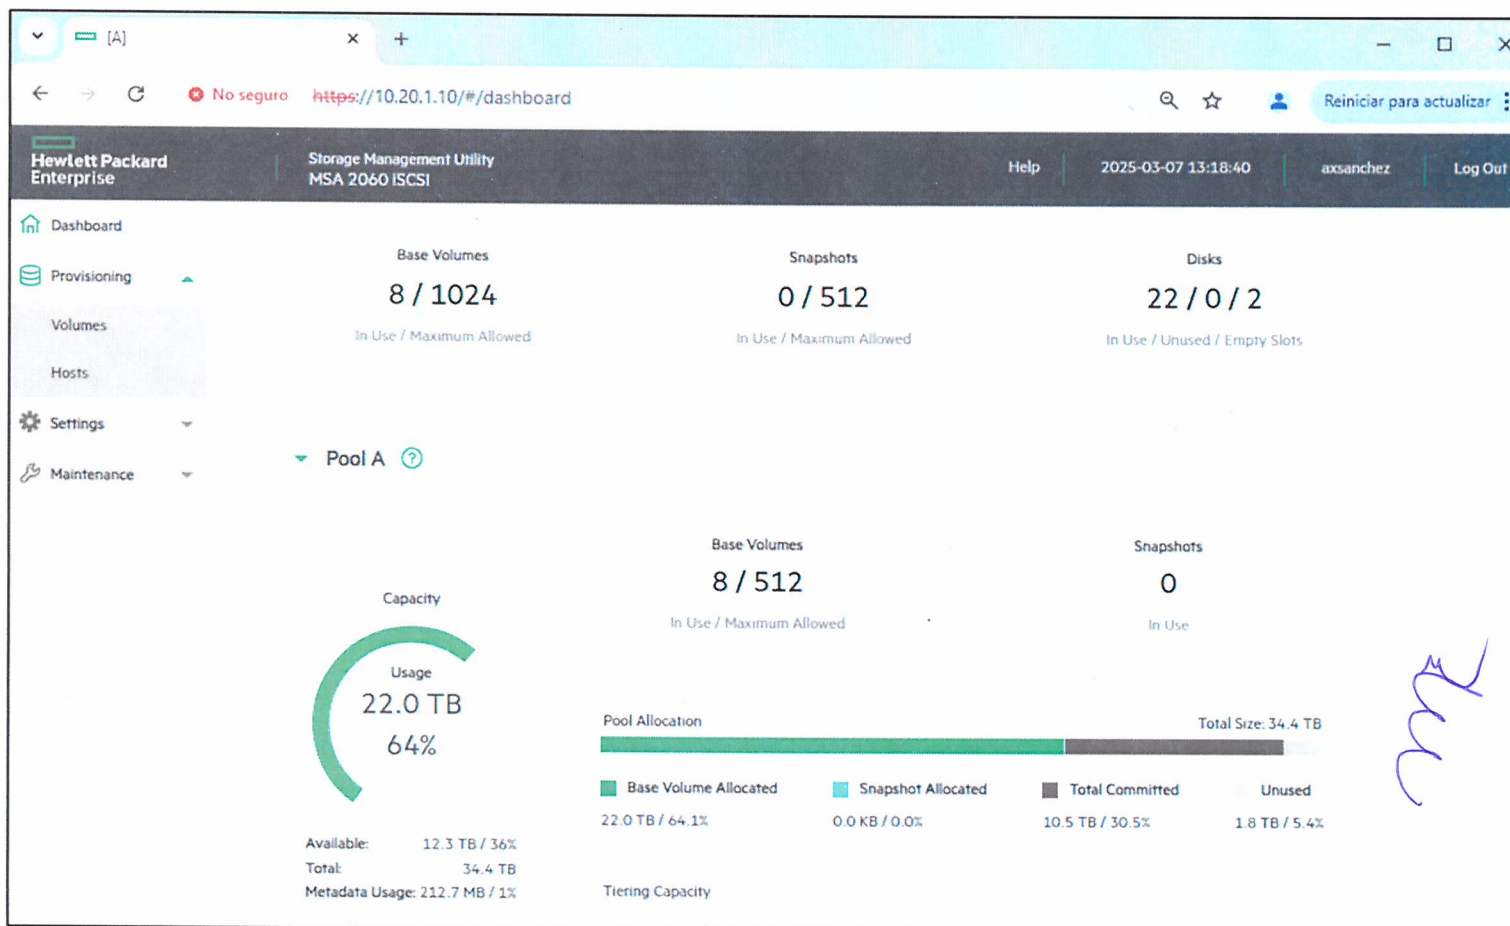 [A]
No seguro https://10.20.1.10/#/dashboard
Reiniciar para actualizar
Hewlett Packard
Enterprise
Storage Management Utility
MSA 2060 iSCSI
Help
2025-03-07 13:18:40
axsanchez
Log Out
Dashboard
Provisioning
Volumes
Hosts
Settings
Maintenance
Base Volumes
8 / 1024
In Use / Maximum Allowed
Snapshots
0 / 512
In Use / Maximum Allowed
Disks
22 / 0 / 2
In Use / Unused / Empty Slots
Pool A ?
Capacity
Usage
22.0 TB
64%
Available: 12.3 TB / 36%
Total: 34.4 TB
Metadata Usage: 212.7 MB / 1%
Base Volumes
8 / 512
In Use / Maximum Allowed
Snapshots
0
In Use
Pool Allocation
Total Size: 34.4 TB
Base Volume Allocated
22.0 TB / 64.1%
Snapshot Allocated
0.0 KB / 0.0%
Total Committed
10.5 TB / 30.5%
Unused
1.8 TB / 5.4%
Tiering Capacity